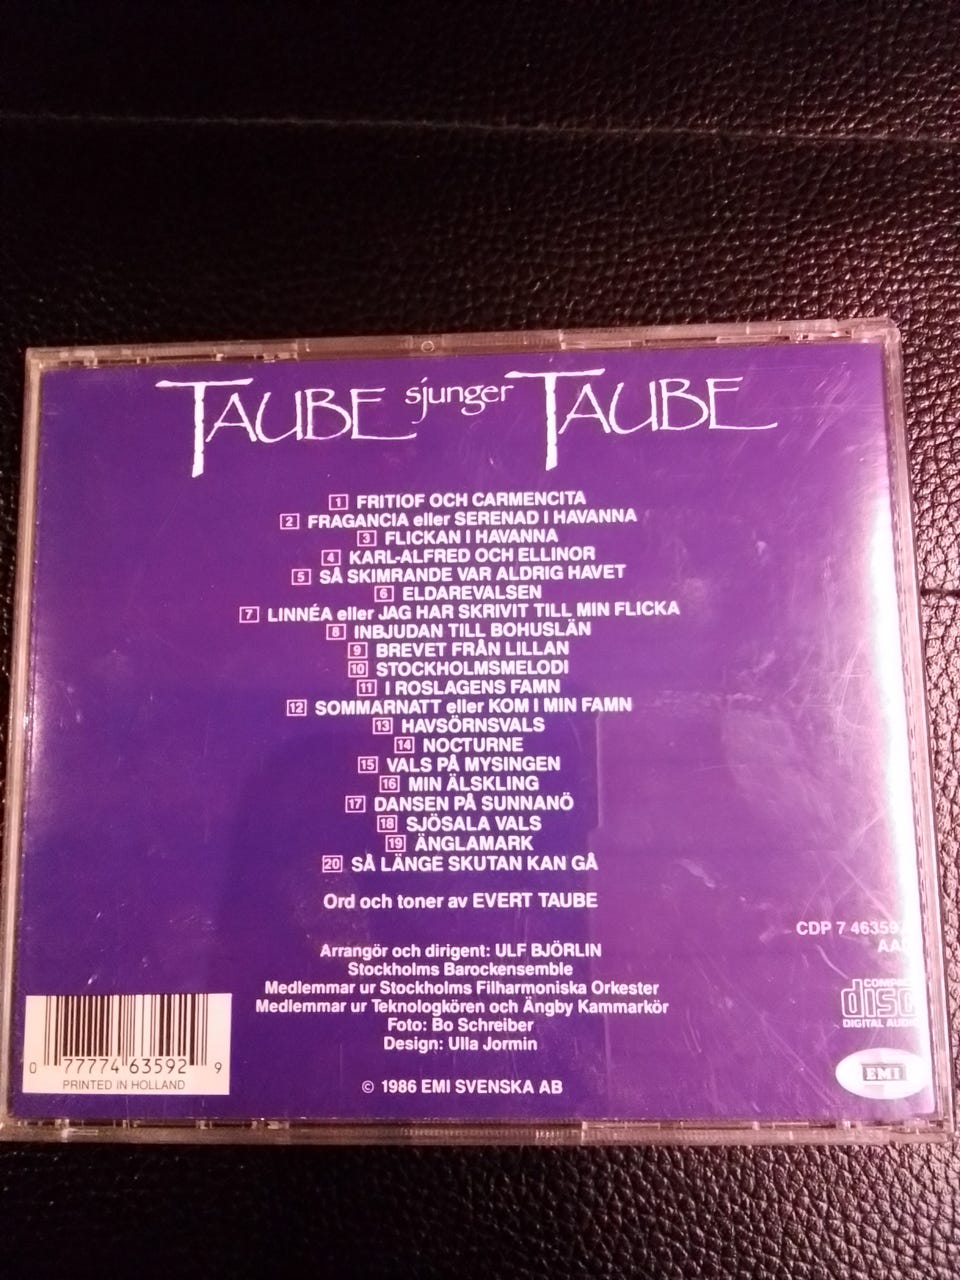 TAUBE sjunger TAUBE
1 FRITIOF OCH CARMENCITA
2 FRAGANCIA eller SERENAD I HAVANNA
3 FLICKAN I HAVANNA
4 KARL-ALFRED OCH ELLINOR
5 SÅ SKIMRANDE VAR ALDRIG HAVET
6 ELDAREVALSEN
7 LINNÉA eller JAG HAR SKRIVIT TILL MIN FLICKA
8 INBJUDAN TILL BOHUSLÄN
9 BREVET FRÅN LILLAN
10 STOCKHOLMSMELODI
11 I ROSLAGENS FAMN
12 SOMMARNATT eller KOM I MIN FAMN
13 HAVSÖRNSVALS
14 NOCTURNE
15 VALS PÅ MYSINGEN
16 MIN ÄLSKLING
17 DANSEN PÅ SUNNANÖ
18 SJÖSALA VALS
19 ÄNGLAMARK
20 SÅ LÄNGE SKUTAN KAN GÅ
Ord och toner av EVERT TAUBE
Arrangör och dirigent: ULF BJÖRLIN
Stockholms Barockensemble
Medlemmar ur Stockholms Filharmoniska Orkester
Medlemmar ur Teknologkören och Ängby Kammarkör
Foto: Bo Schreiber
Design: Ulla Jormin
© 1986 EMI SVENSKA AB
CDP 7
disc
DIGITAL AUDIO
EMI
0 77774 63592 9
PRINTED IN HOLLAND